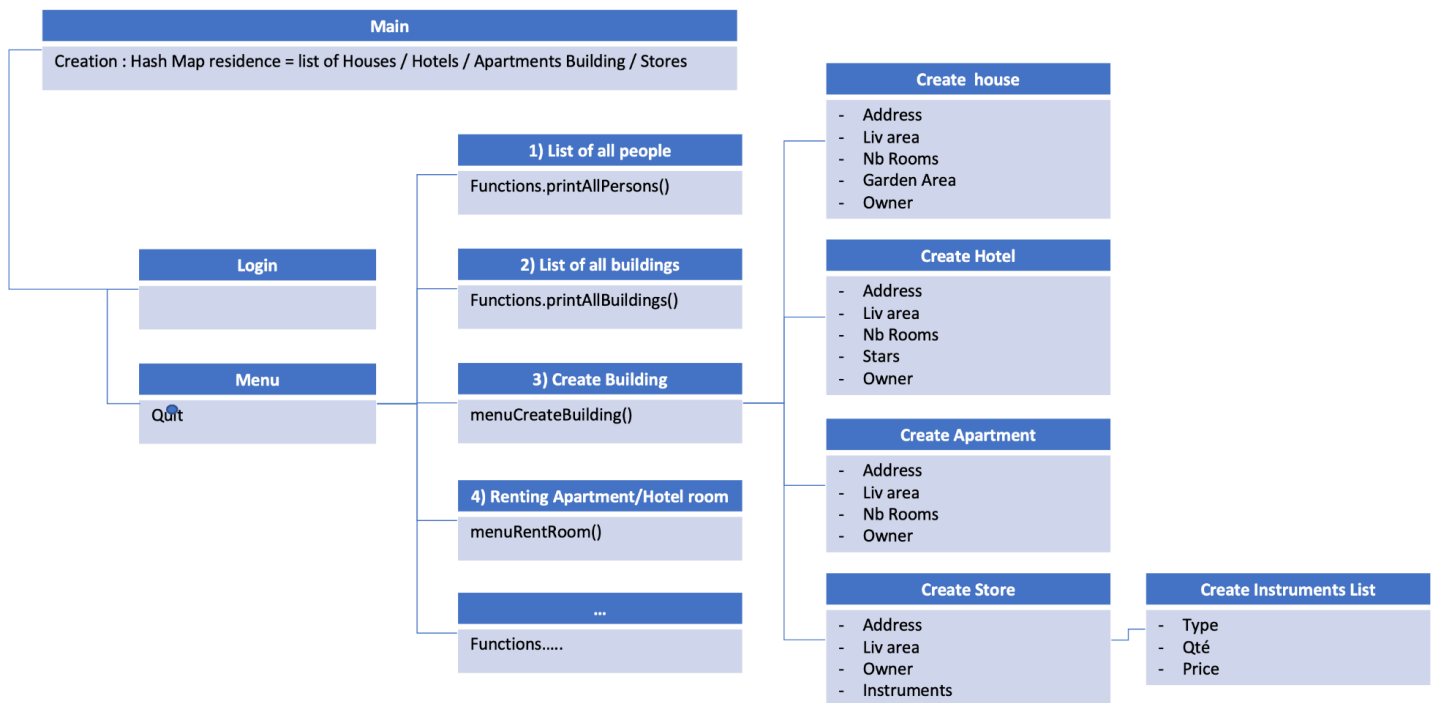 Main
Creation : Hash Map residence = list of Houses / Hotels / Apartments Building / Stores
Login
Menu
Quit
1) List of all people
Functions.printAllPersons()
2) List of all buildings
Functions.printAllBuildings()
3) Create Building
menuCreateBuilding()
4) Renting Apartment/Hotel room
menuRentRoom()
...
Functions.....
Create house
- Address
- Liv area
- Nb Rooms
- Garden Area
- Owner
Create Hotel
- Address
- Liv area
- Nb Rooms
- Stars
- Owner
Create Apartment
- Address
- Liv area
- Nb Rooms
- Owner
Create Store
- Address
- Liv area
- Owner
- Instruments
Create Instruments List
- Type
- Qté
- Price